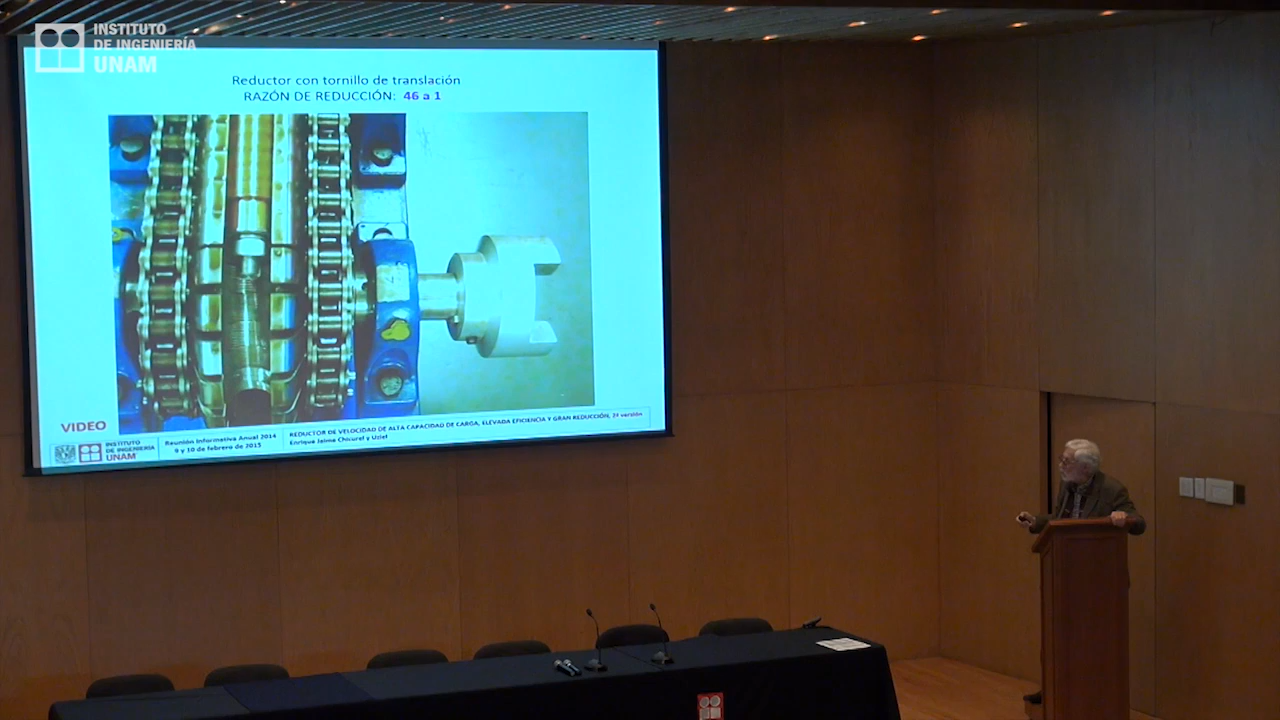 INSTITUTO
DE INGENIERÍA
UNAM
Reductor con tornillo de translación
RAZÓN DE REDUCCIÓN: 46 a 1
VIDEO
INSTITUTO
DE INGENIERÍA
UNAM
Reunión Informativa Anual 2014
9 y 10 de febrero de 2015
REDUCTOR DE VELOCIDAD DE ALTA CAPACIDAD DE CARGA, ELEVADA EFICIENCIA Y GRAN REDUCCIÓN, 2ª versión
Enrique Jaime Chicurel y Uziel